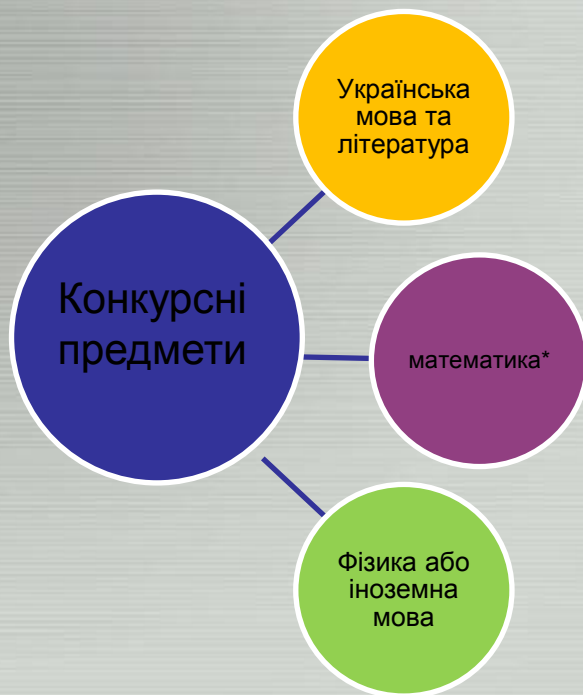 Українська
мова та
література
Конкурсні
предмети
математика*
Фізика або
іноземна
мова